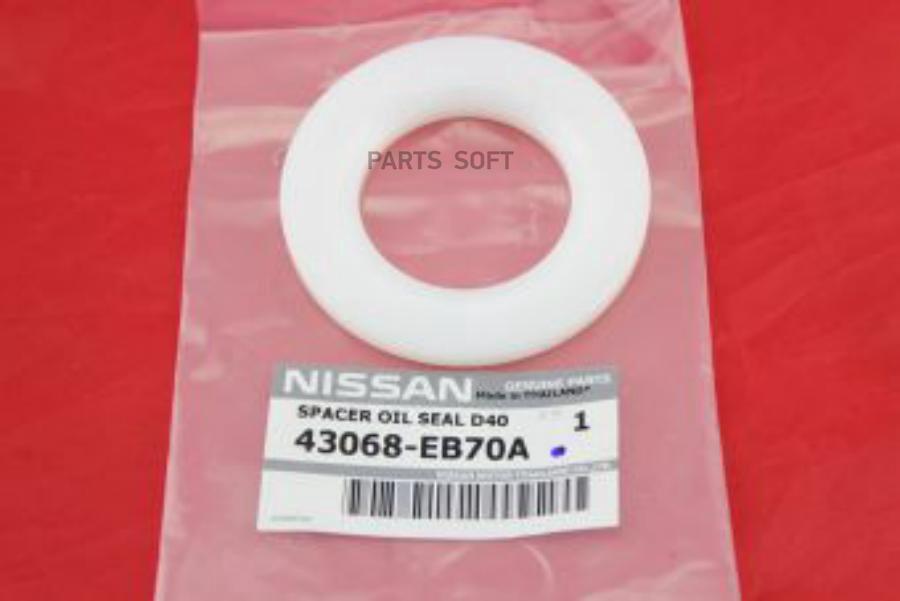 PARTS SOFT
NISSAN
GENUINE PARTS
Made in THAILAND
SPACER OIL SEAL D40
1
43068-EB70A